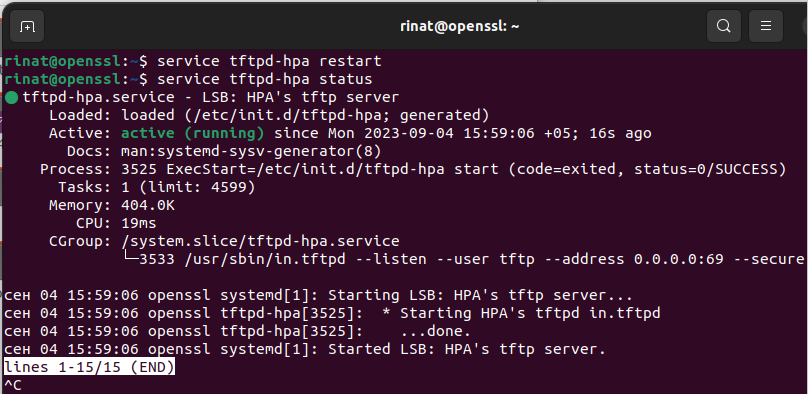 rinat@openssl: ~
rinat@openssl:~$ service tftpd-hpa restart
rinat@openssl:~$ service tftpd-hpa status
● tftpd-hpa.service - LSB: HPA's tftp server
Loaded: loaded (/etc/init.d/tftpd-hpa; generated)
Active: active (running) since Mon 2023-09-04 15:59:06 +05; 16s ago
Docs: man:systemd-sysv-generator(8)
Process: 3525 ExecStart=/etc/init.d/tftpd-hpa start (code=exited, status=0/SUCCESS)
Tasks: 1 (limit: 4599)
Memory: 404.0K
CPU: 19ms
CGroup: /system.slice/tftpd-hpa.service
└─3533 /usr/sbin/in.tftpd --listen --user tftp --address 0.0.0.0:69 --secure
сен 04 15:59:06 openssl systemd[1]: Starting LSB: HPA's tftp server...
сен 04 15:59:06 openssl tftpd-hpa[3525]:  * Starting HPA's tftpd in.tftpd
сен 04 15:59:06 openssl tftpd-hpa[3525]:    ...done.
сен 04 15:59:06 openssl systemd[1]: Started LSB: HPA's tftp server.
lines 1-15/15 (END)
^C